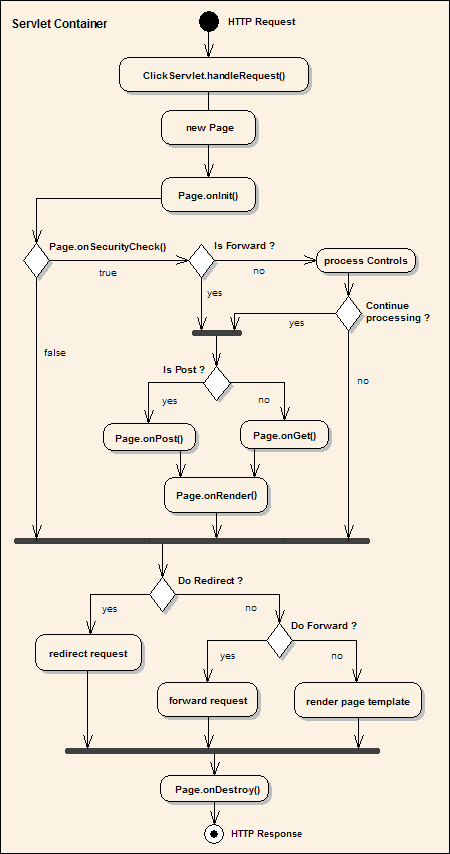 Servlet Container
HTTP Request
ClickServlet.handleRequest()
new Page
Page.onInit()
Page.onSecurityCheck()
Is Forward ?
process Controls
true
no
yes
Continue
processing ?
yes
false
Is Post ?
no
yes
no
Page.onPost()
Page.onGet()
Page.onRender()
Do Redirect ?
yes
no
Do Forward ?
redirect request
yes
no
forward request
render page template
Page.onDestroy()
HTTP Response